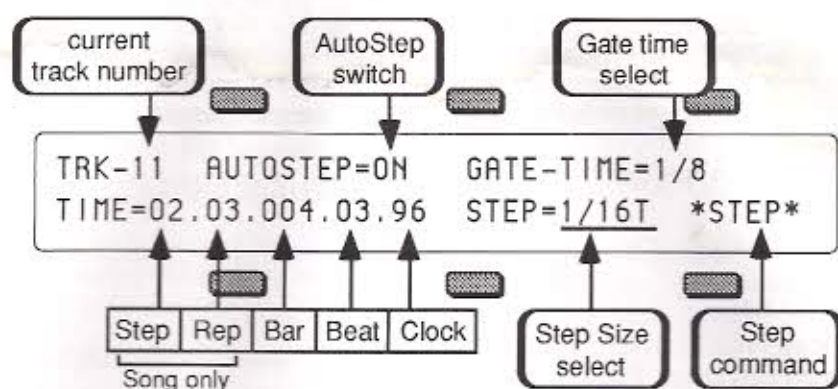 current
track number
AutoStep
switch
Gate time
select
TRK-11 AUTOSTEP=ON GATE-TIME=1/8
TIME=02.03.004.03.96 STEP=1/16T *STEP*
Step Rep Bar Beat Clock
Song only
Step Size
select
Step
command